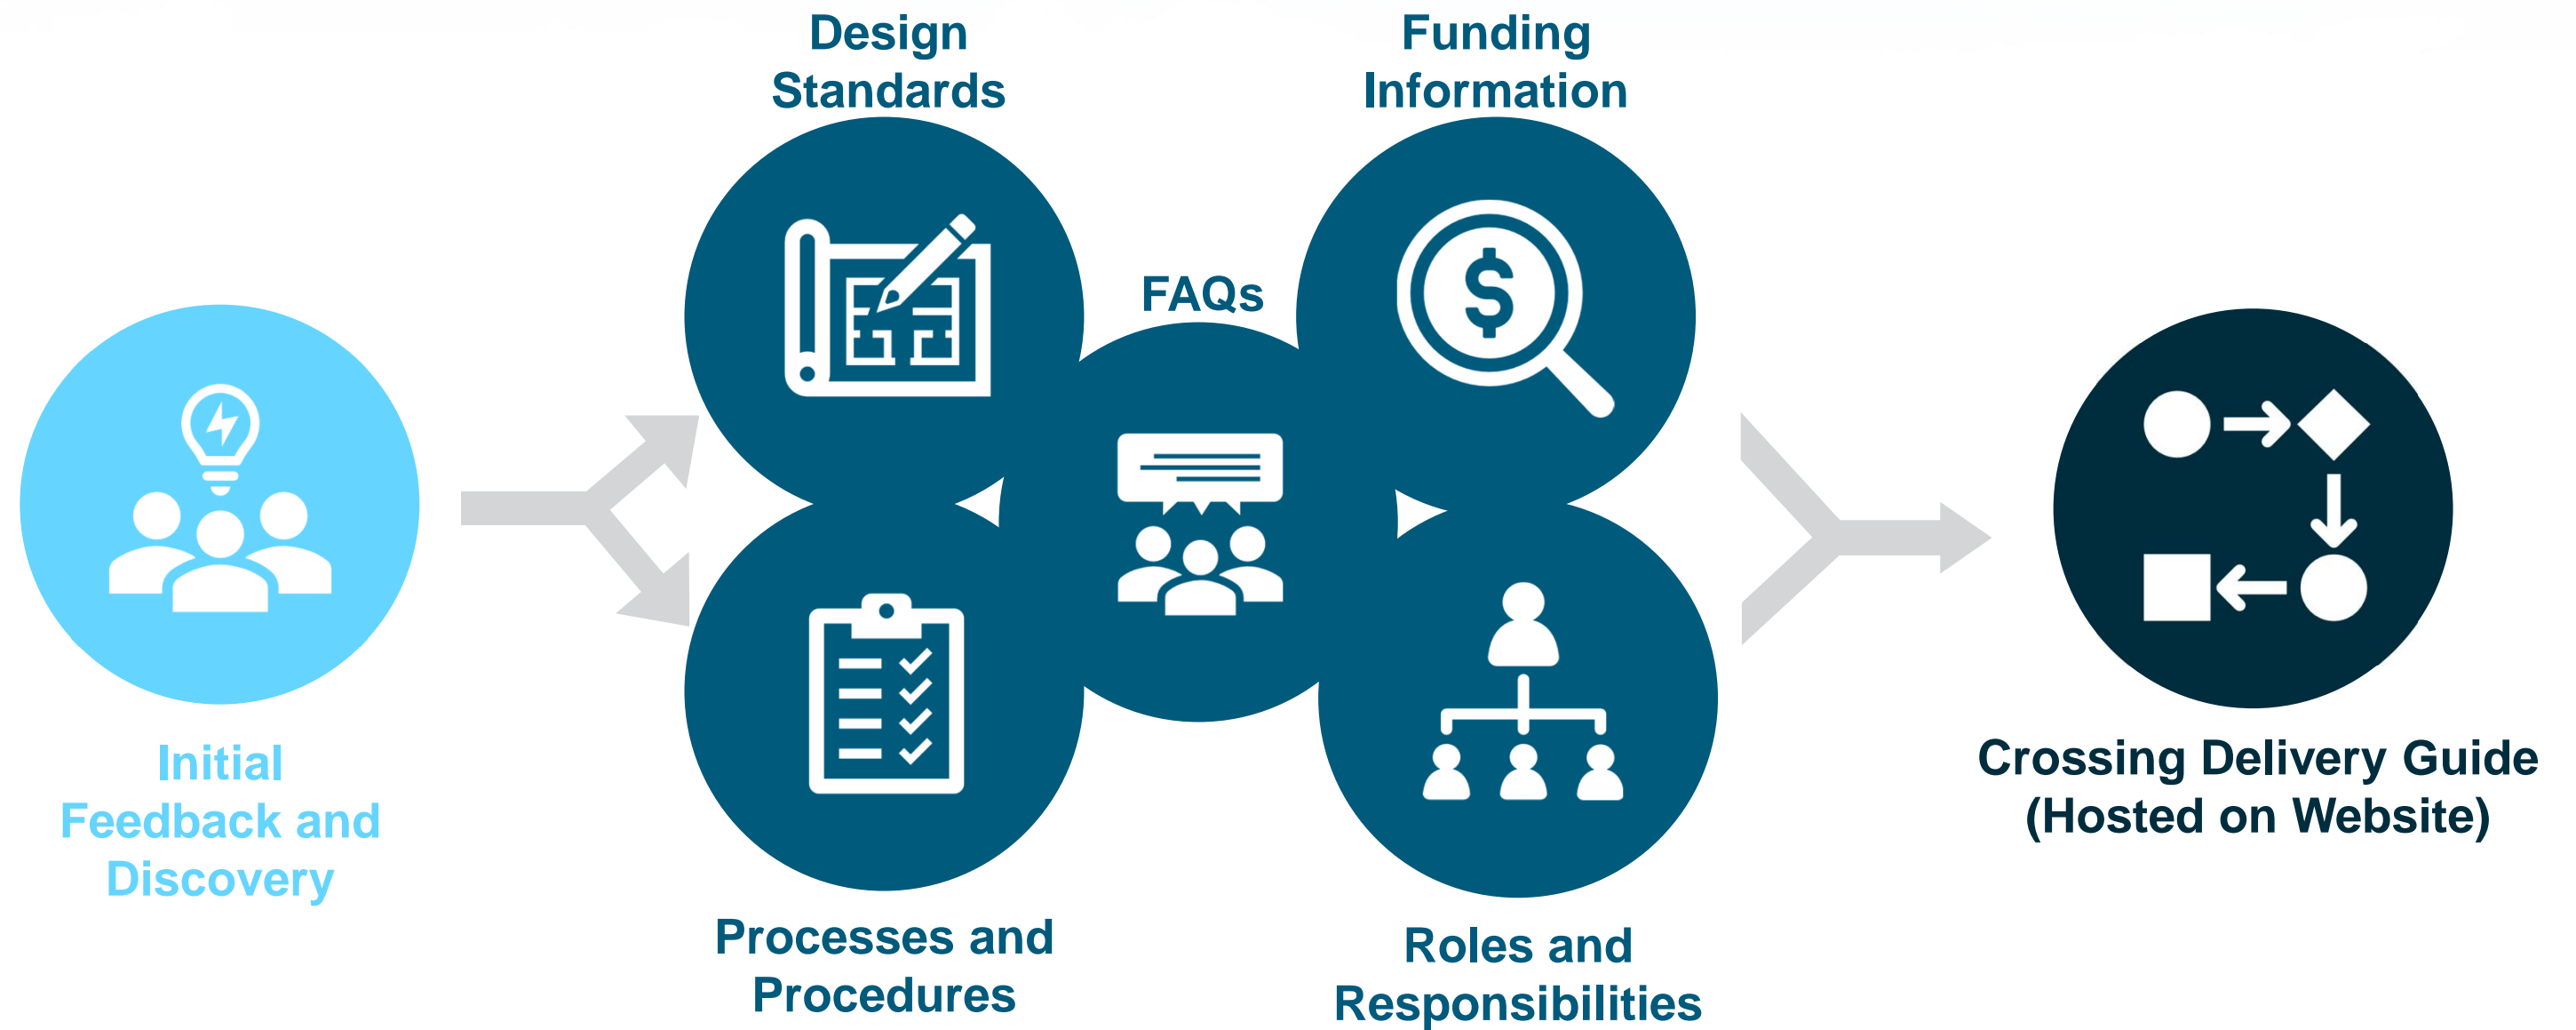 Design
Standards
Funding
Information
FAQs
Initial
Feedback and
Discovery
Processes and
Procedures
Roles and
Responsibilities
Crossing Delivery Guide
(Hosted on Website)
$